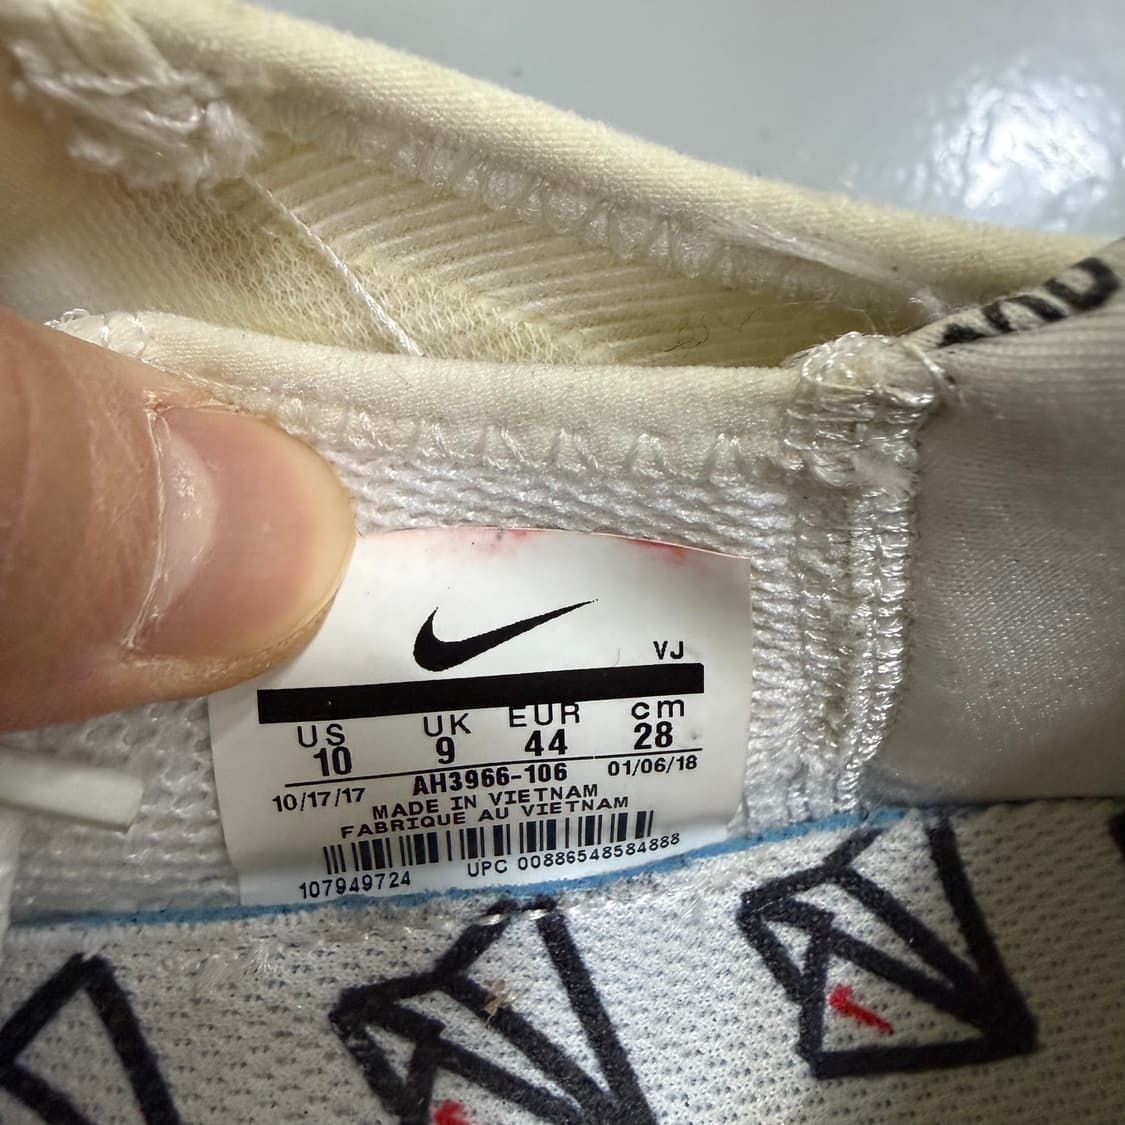 VJ
US UK EUR cm
10 9 44 28
AH3966-106
10/17/17 01/06/18
MADE IN VIETNAM
FABRIQUE AU VIETNAM
107949724 UPC 00886548584888